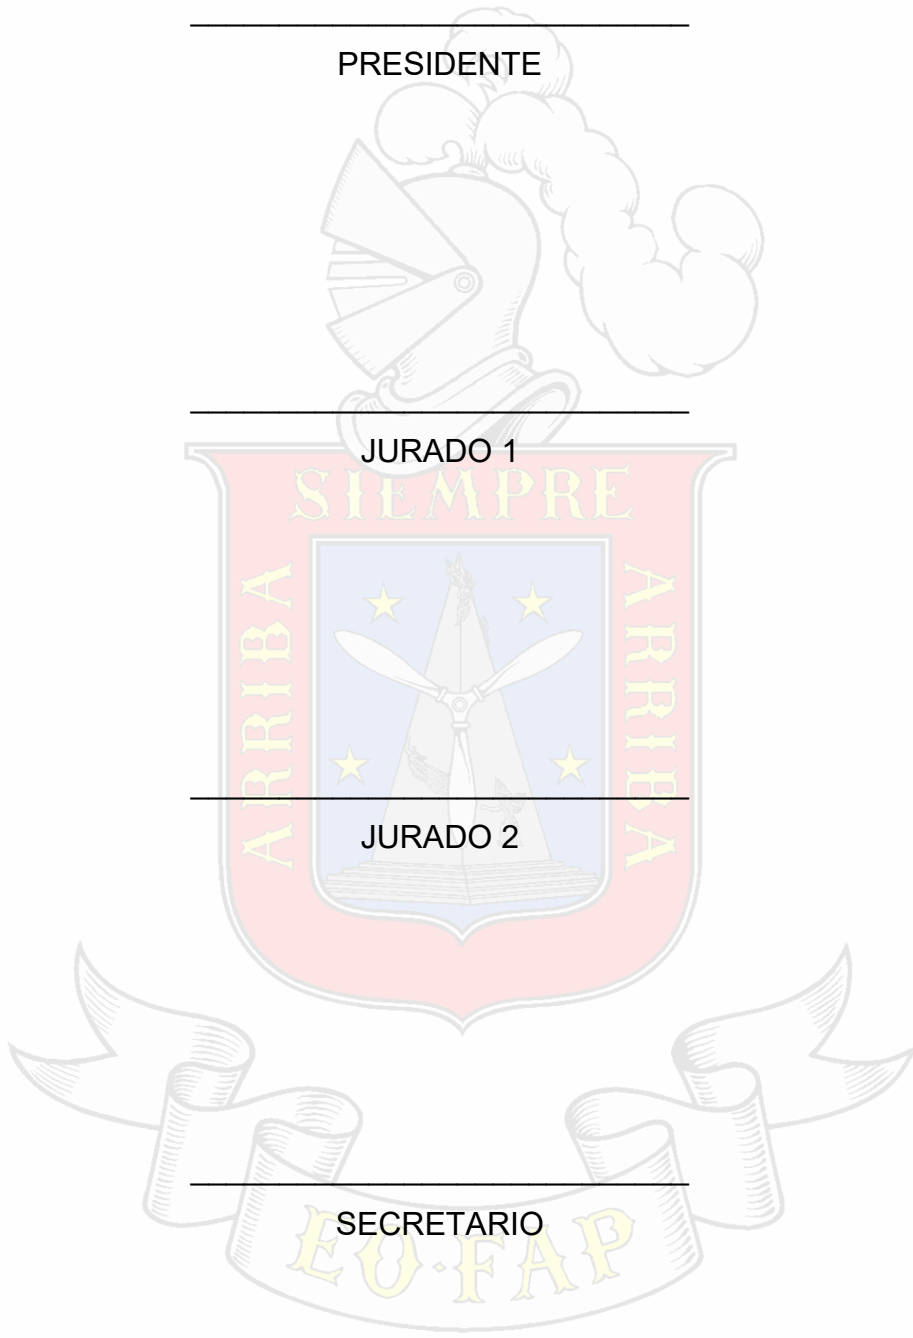 PRESIDENTE
JURADO 1
SIEMPRE
ARRIBA
ARRIBA
JURADO 2
SECRETARIO
EO·FAP